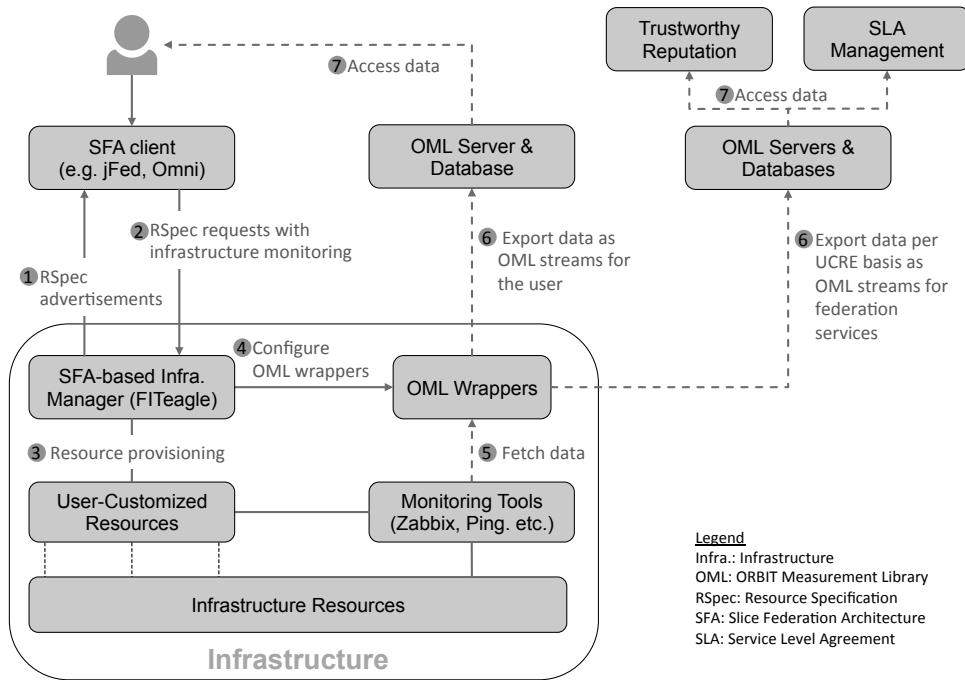 Trustworthy
Reputation
SLA
Management
7 Access data
7 Access data
SFA client
(e.g. jFed, Omni)
OML Server &
Database
OML Servers &
Databases
2 RSpec requests with
infrastructure monitoring
1 RSpec
advertisements
6 Export data as
OML streams for
the user
6 Export data per
UCRE basis as
OML streams for
federation
services
4 Configure
OML wrappers
SFA-based Infra.
Manager (FITeagle)
OML Wrappers
3 Resource provisioning
5 Fetch data
User-Customized
Resources
Monitoring Tools
(Zabbix, Ping. etc.)
Infrastructure Resources
Infrastructure
Legend
Infra.: Infrastructure
OML: ORBIT Measurement Library
RSpec: Resource Specification
SFA: Slice Federation Architecture
SLA: Service Level Agreement